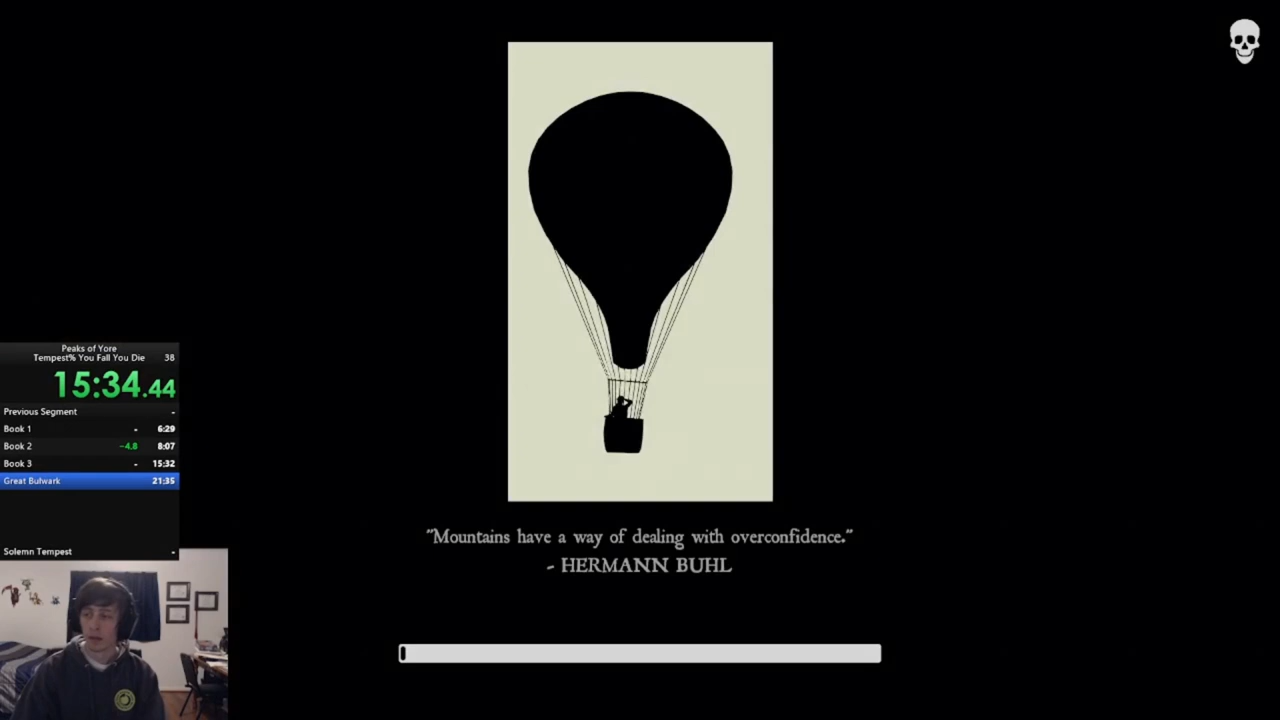 "Mountains have a way of dealing with overconfidence."
- HERMANN BUHL
Peaks of Yore
Tempest% You Fall You Die 38
15:34.44
Previous Segment -
Book 1 - 6:29
Book 2 -4.8 8:07
Book 3 - 15:32
Great Bulwark 21:35
Solemn Tempest -